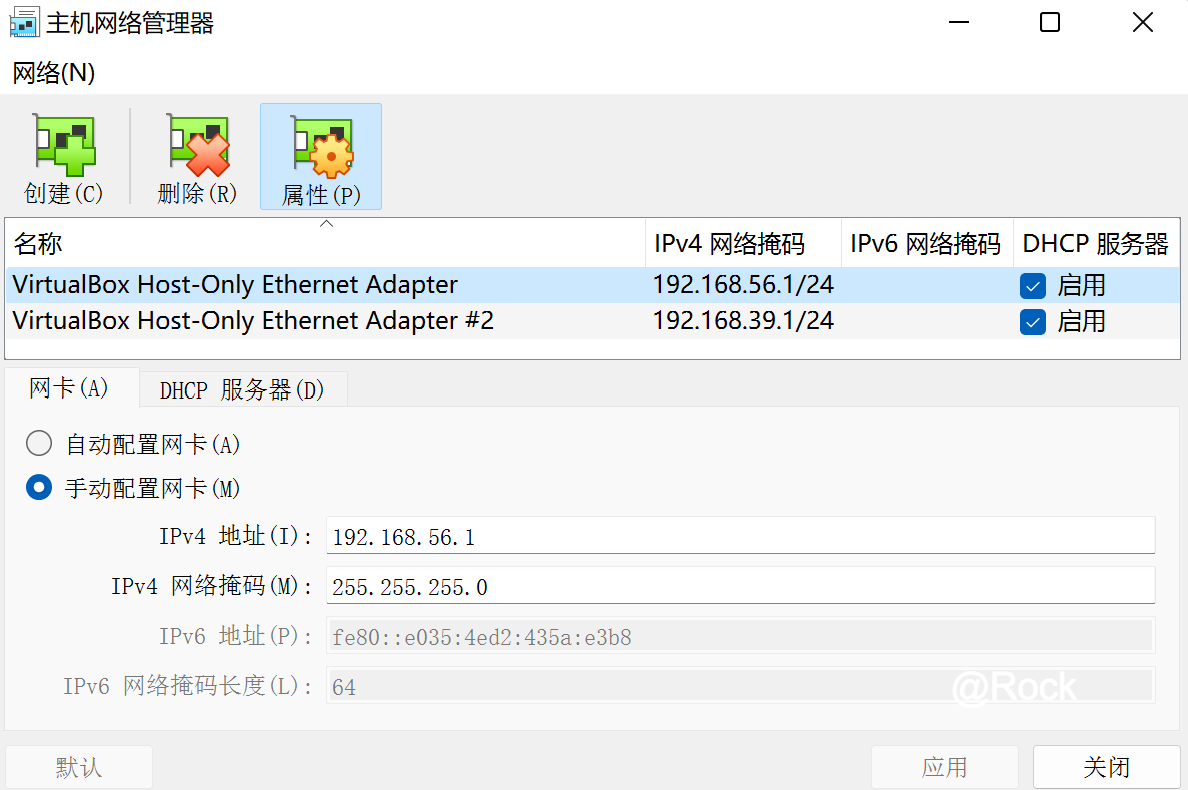 主机网络管理器
网络(N)
创建(C) 删除(R) 属性(P)
名称 IPv4 网络掩码 IPv6 网络掩码 DHCP 服务器
VirtualBox Host-Only Ethernet Adapter 192.168.56.1/24 启用
VirtualBox Host-Only Ethernet Adapter #2 192.168.39.1/24 启用
网卡(A) DHCP 服务器(D)
自动配置网卡(A)
手动配置网卡(M)
IPv4 地址(I): 192.168.56.1
IPv4 网络掩码(M): 255.255.255.0
IPv6 地址(P): fe80::e035:4ed2:435a:e3b8
IPv6 网络掩码长度(L): 64
@Rock
默认 应用 关闭